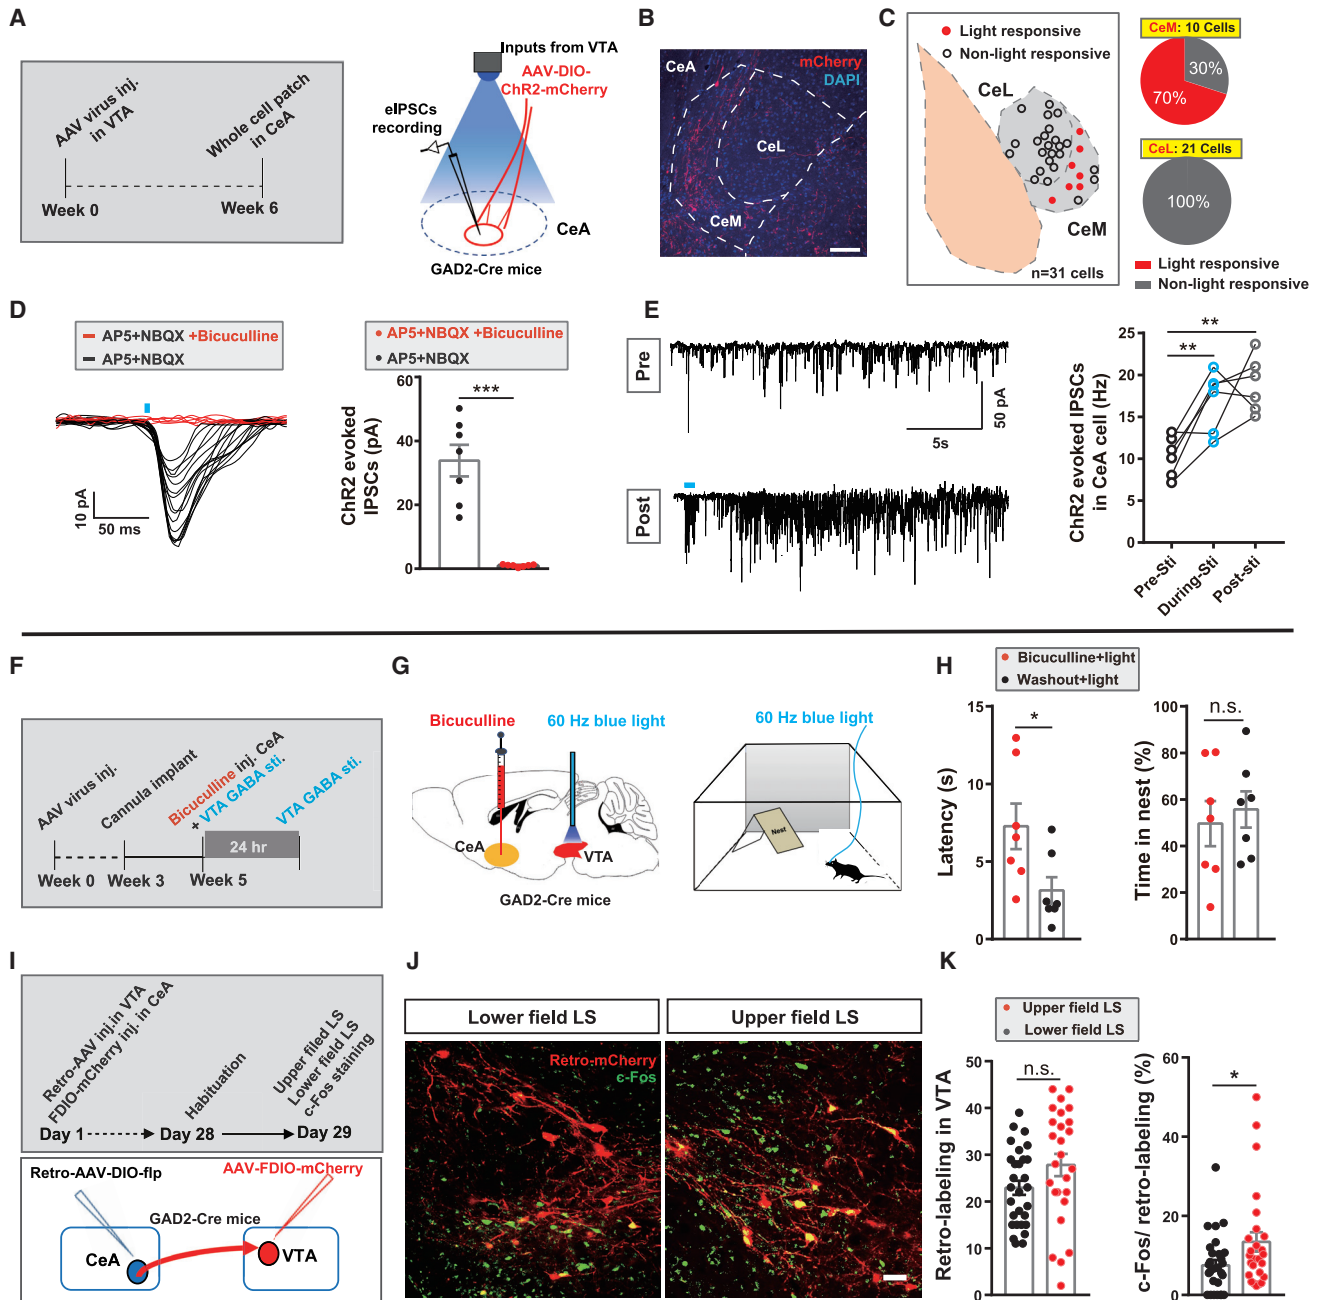 A
AAV virus inj.
in VTA
Whole cell patch
in CeA
Week 0
Week 6
Inputs from VTA
AAV-DIO-
ChR2-mCherry
eIPSCs
recording
CeA
GAD2-Cre mice
B
CeA
mCherry
DAPI
CeL
CeM
C
Light responsive
Non-light responsive
CeL
CeM
n=31 cells
CeM: 10 Cells
30%
70%
CeL: 21 Cells
100%
Light responsive
Non-light responsive
D
AP5+NBQX +Bicuculline
AP5+NBQX
10 pA
50 ms
AP5+NBQX +Bicuculline
AP5+NBQX
ChR2 evoked
IPSCs (pA)
60
40
20
0
***
E
Pre
50 pA
5s
Post
ChR2 evoked IPSCs
in CeA cell (Hz)
25
20
15
10
5
0
**
**
Pre-Sti
During-Sti
Post-sti
F
AAV virus inj.
Cannula implant
Bicuculline inj. CeA
+ VTA GABA sti.
VTA GABA sti.
24 hr
Week 0
Week 3
Week 5
G
Bicuculline
60 Hz blue light
CeA
VTA
GAD2-Cre mice
60 Hz blue light
Nest
H
Bicuculline+light
Washout+light
Latency (s)
15
10
5
0
*
Time in nest (%)
100
80
60
40
20
0
n.s.
I
Retro-AAV inj.in VTA
FDIO-mCherry inj. in CeA
Habituation
Upper filed LS
Lower field LS
c-Fos staining
Day 1
Day 28
Day 29
Retro-AAV-DIO-flp
AAV-FDIO-mCherry
GAD2-Cre mice
CeA
VTA
J
Lower field LS
Upper field LS
Retro-mCherry
c-Fos
K
Upper field LS
Lower field LS
Retro-labeling in VTA
50
40
30
20
10
0
n.s.
c-Fos/ retro-labeling (%)
60
40
20
0
*